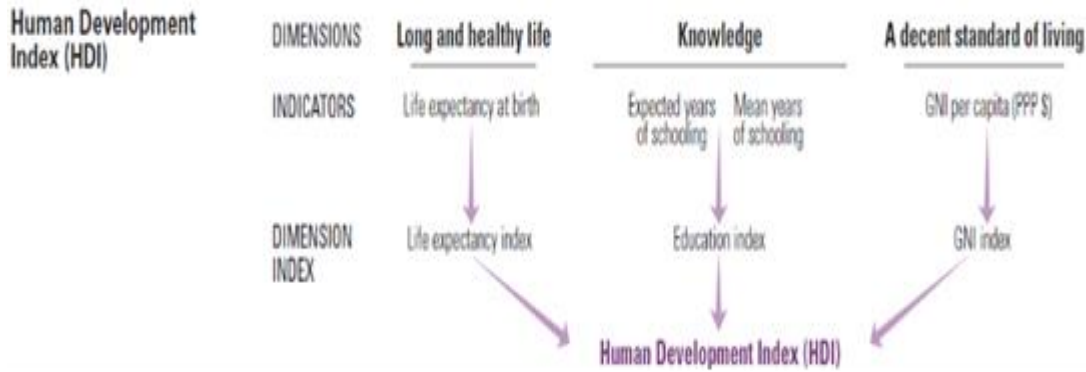 Human Development
Index (HDI)
DIMENSIONS
Long and healthy life
Knowledge
A decent standard of living
INDICATORS
Life expectancy at birth
Expected years
of schooling
Mean years
of schooling
GNI per capita (PPP $)
DIMENSION
INDEX
Life expectancy index
Education index
GNI index
Human Development Index (HDI)